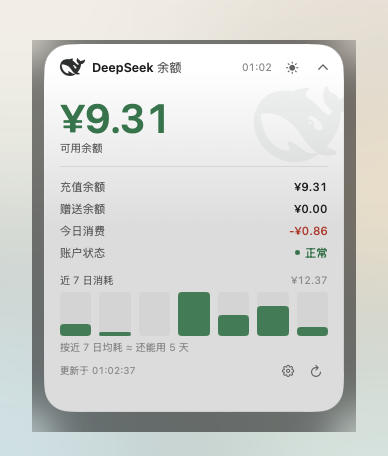 DeepSeek 余额 01:02
¥9.31
可用余额
充值余额 ¥9.31
赠送余额 ¥0.00
今日消费 -¥0.86
账户状态 正常
近 7 日消耗 ¥12.37
按近 7 日均耗 ≈ 还能用 5 天
更新于 01:02:37